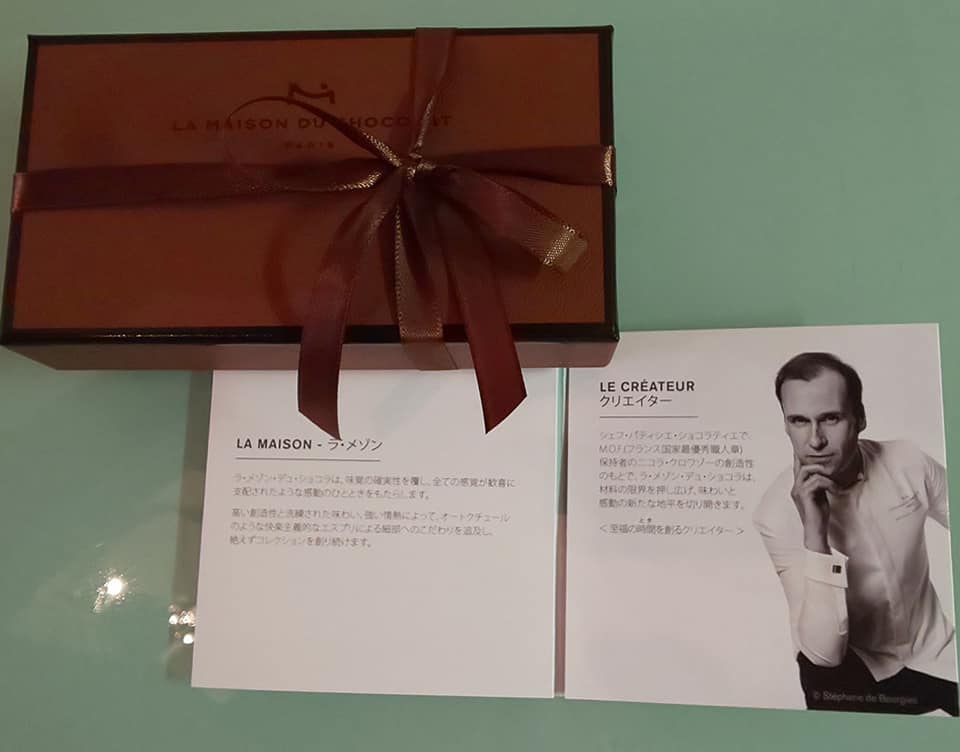 LA MAISON DU CHOCOLAT
PARIS
LA MAISON - ラ・メゾン
ラ・メゾン・デュ・ショコラは、味覚の確実性を覆し、全ての感覚が歓喜に
支配されたような感動のひとときをもたらします。
高い創造性と洗練された味わい、強い情熱によって、オートクチュール
のような快楽主義的なエスプリによる細部へのこだわりを追及し、
絶えずコレクションを創り続けます。
LE CRÉATEUR
クリエイター
シェフ・パティシエ・ショコラティエで、
M.O.F.(フランス国家最優秀職人章)
保持者のニコラ・クロワゾーの創造性
のもとで、ラ・メゾン・デュ・ショコラは、
材料の限界を押し広げ、味わいと
感動の新たな地平を切り開きます。
とき
< 至福の時間を創るクリエイター >
© Stéphane de Bourgies